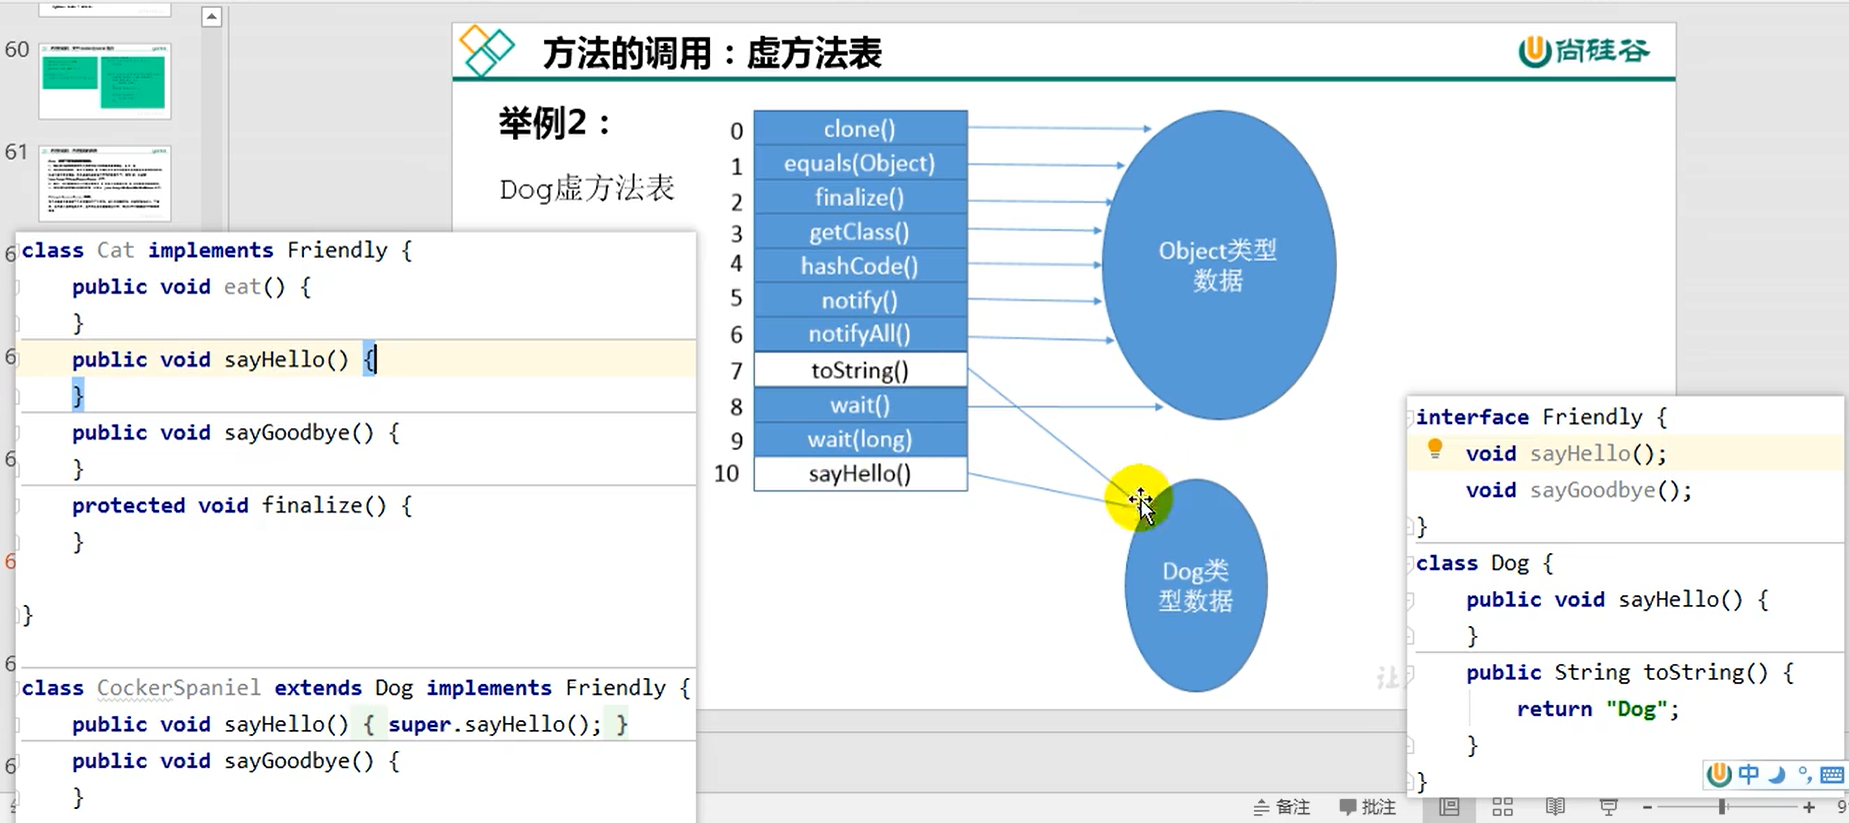 60
61
方法的调用：虚方法表
尚硅谷
举例2：
Dog虚方法表
0 clone()
1 equals(Object)
2 finalize()
3 getClass()
4 hashCode()
5 notify()
6 notifyAll()
7 toString()
8 wait()
9 wait(long)
10 sayHello()
Object类型
数据
Dog类
型数据
class Cat implements Friendly {
public void eat() {
}
public void sayHello() {
}
public void sayGoodbye() {
}
protected void finalize() {
}
}
class CockerSpaniel extends Dog implements Friendly {
public void sayHello() { super.sayHello(); }
public void sayGoodbye() {
}
interface Friendly {
void sayHello();
void sayGoodbye();
}
class Dog {
public void sayHello() {
}
public String toString() {
return "Dog";
}
}
中
备注 批注